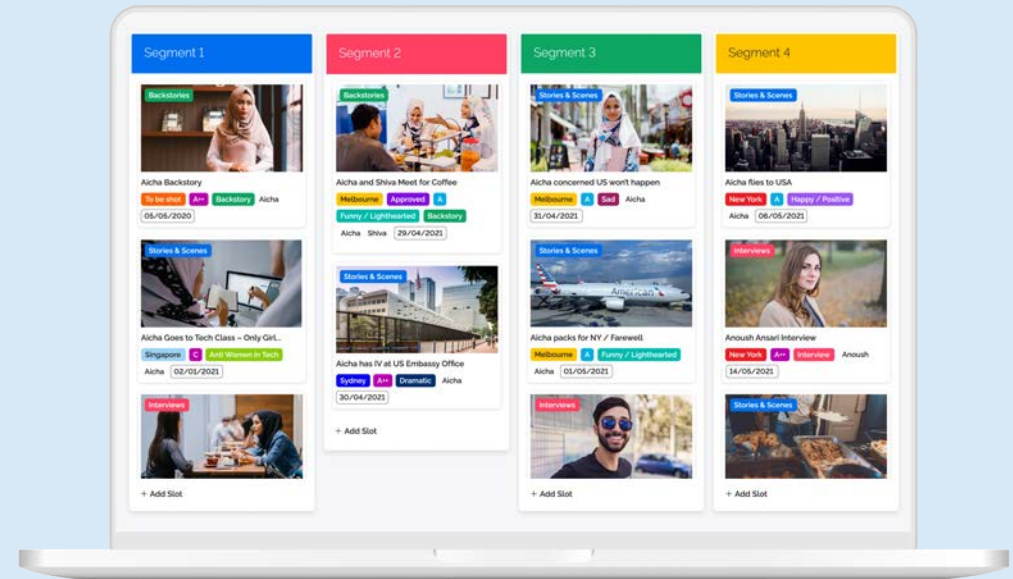 Segment 1
Backstories
Aicha Backstory
To be shot A++ Backstory Aicha
05/05/2020
Stories & Scenes
Aicha Goes to Tech Class – Only Girl...
Singapore C Anti Women in Tech
Aicha 02/01/2021
Interviews
+ Add Slot
Segment 2
Backstories
Aicha and Shiva Meet for Coffee
Melbourne Approved A
Funny / Lighthearted Backstory
Aicha Shiva 29/04/2021
Stories & Scenes
Aicha has IV at US Embassy Office
Sydney A++ Dramatic Aicha
30/04/2021
+ Add Slot
Segment 3
Stories & Scenes
Aicha concerned US won't happen
Melbourne A Sad Aicha
31/04/2021
Stories & Scenes
American
Aicha packs for NY / Farewell
Melbourne A Funny / Lighthearted
Aicha 01/05/2021
Interviews
+ Add Slot
Segment 4
Stories & Scenes
Aicha flies to USA
New York A Happy / Positive
Aicha 06/05/2021
Interviews
Anoush Ansari Interview
New York A++ Interview Anoush
14/05/2021
Stories & Scenes
+ Add Slot